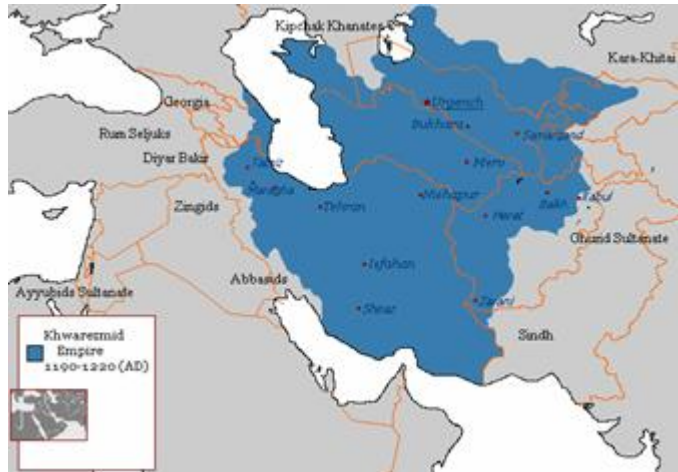 Kipchak Khanates
Kara-Khitai
Georgia
Urgench
Bukhara
Samarqand
Rum Seljuks
Diyar Bakir
Tabriz
Merv
Maragha
Zingids
Tehran
Nishapur
Balkh
Kabul
Herat
Ghurid Sultanate
Isfahan
Abbasids
Ayyubids Sultanate
Zaranj
Shiraz
Sindh
Khwarezmid
Empire
1190-1220 (AD)